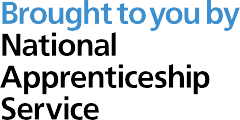 Brought to you by
National
Apprenticeship
Service